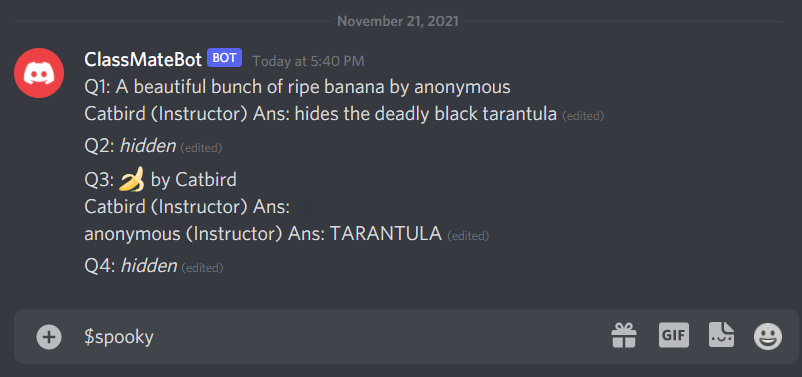 November 21, 2021
ClassMateBot BOT Today at 5:40 PM
Q1: A beautiful bunch of ripe banana by anonymous
Catbird (Instructor) Ans: hides the deadly black tarantula (edited)
Q2: hidden (edited)
Q3: 🍌 by Catbird
Catbird (Instructor) Ans:
anonymous (Instructor) Ans: TARANTULA (edited)
Q4: hidden (edited)
$spooky
GIF